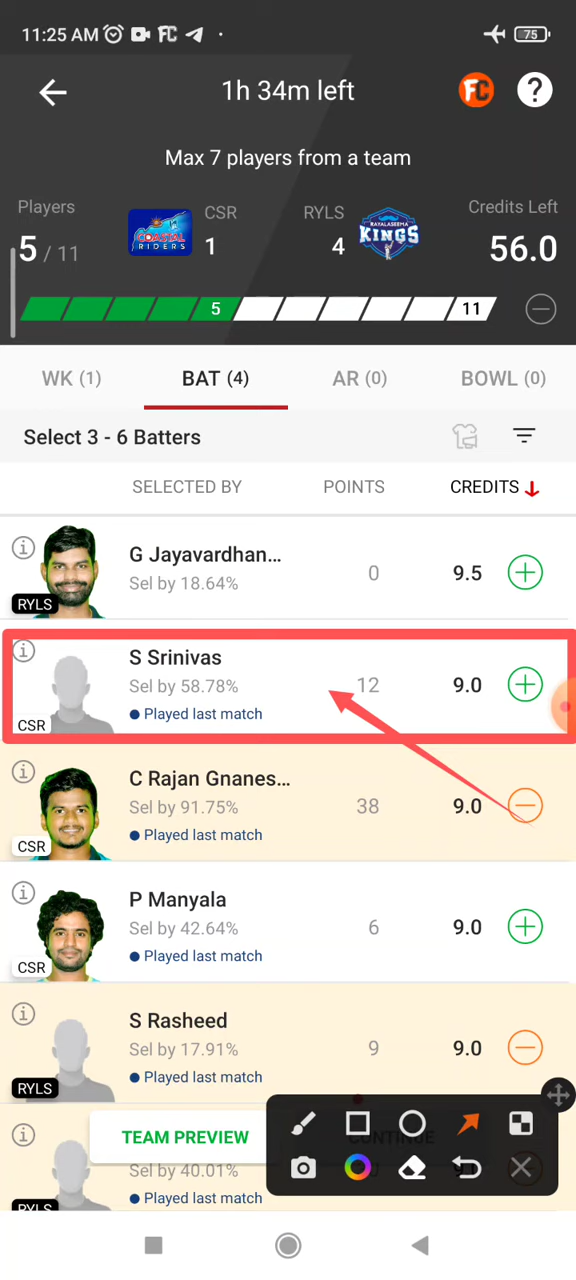 11:25 AM FC 75
1h 34m left FC ?
Max 7 players from a team
Players CSR RYLS Credits Left
5 / 11 COASTAL RIDERS 1 4 RAYALASEEMA KINGS 56.0
5 11
WK (1) BAT (4) AR (0) BOWL (0)
Select 3 - 6 Batters
SELECTED BY POINTS CREDITS
G Jayavardhan...
Sel by 18.64% 0 9.5
RYLS
S Srinivas
Sel by 58.78% 12 9.0
Played last match
CSR
C Rajan Gnanes...
Sel by 91.75% 38 9.0
Played last match
CSR
P Manyala
Sel by 42.64% 6 9.0
Played last match
CSR
S Rasheed
Sel by 17.91% 9 9.0
Played last match
RYLS
TEAM PREVIEW CONTINUE
Sel by 40.01%
Played last match
RYLS